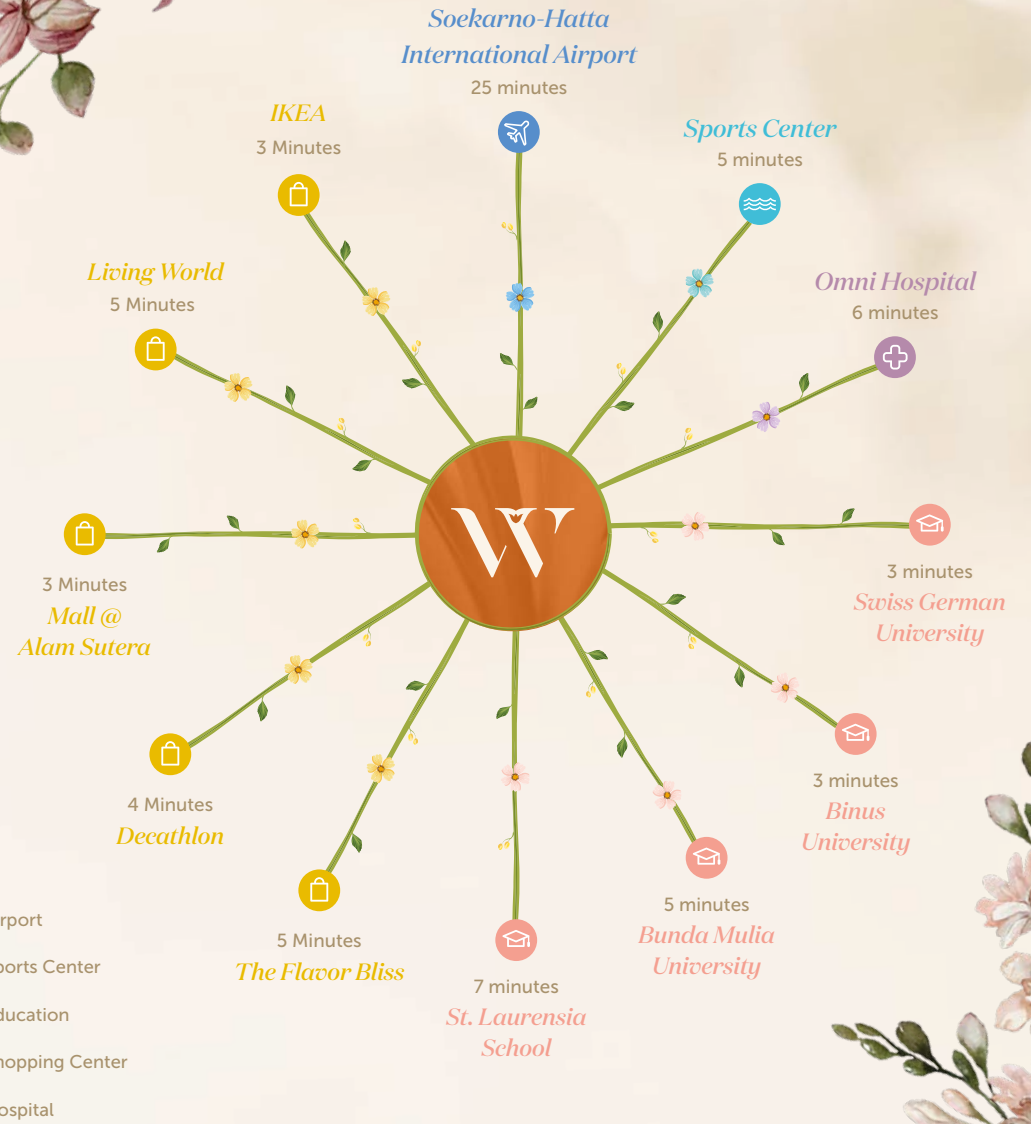 Soekarno-Hatta
International Airport
25 minutes
IKEA
3 Minutes
Sports Center
5 minutes
Living World
5 Minutes
Omni Hospital
6 minutes
W
3 Minutes
Mall @
Alam Sutera
3 minutes
Swiss German
University
4 Minutes
Decathlon
3 minutes
Binus
University
5 Minutes
The Flavor Bliss
5 minutes
Bunda Mulia
University
7 minutes
St. Laurensia
School
rport
ports Center
ducation
hopping Center
ospital